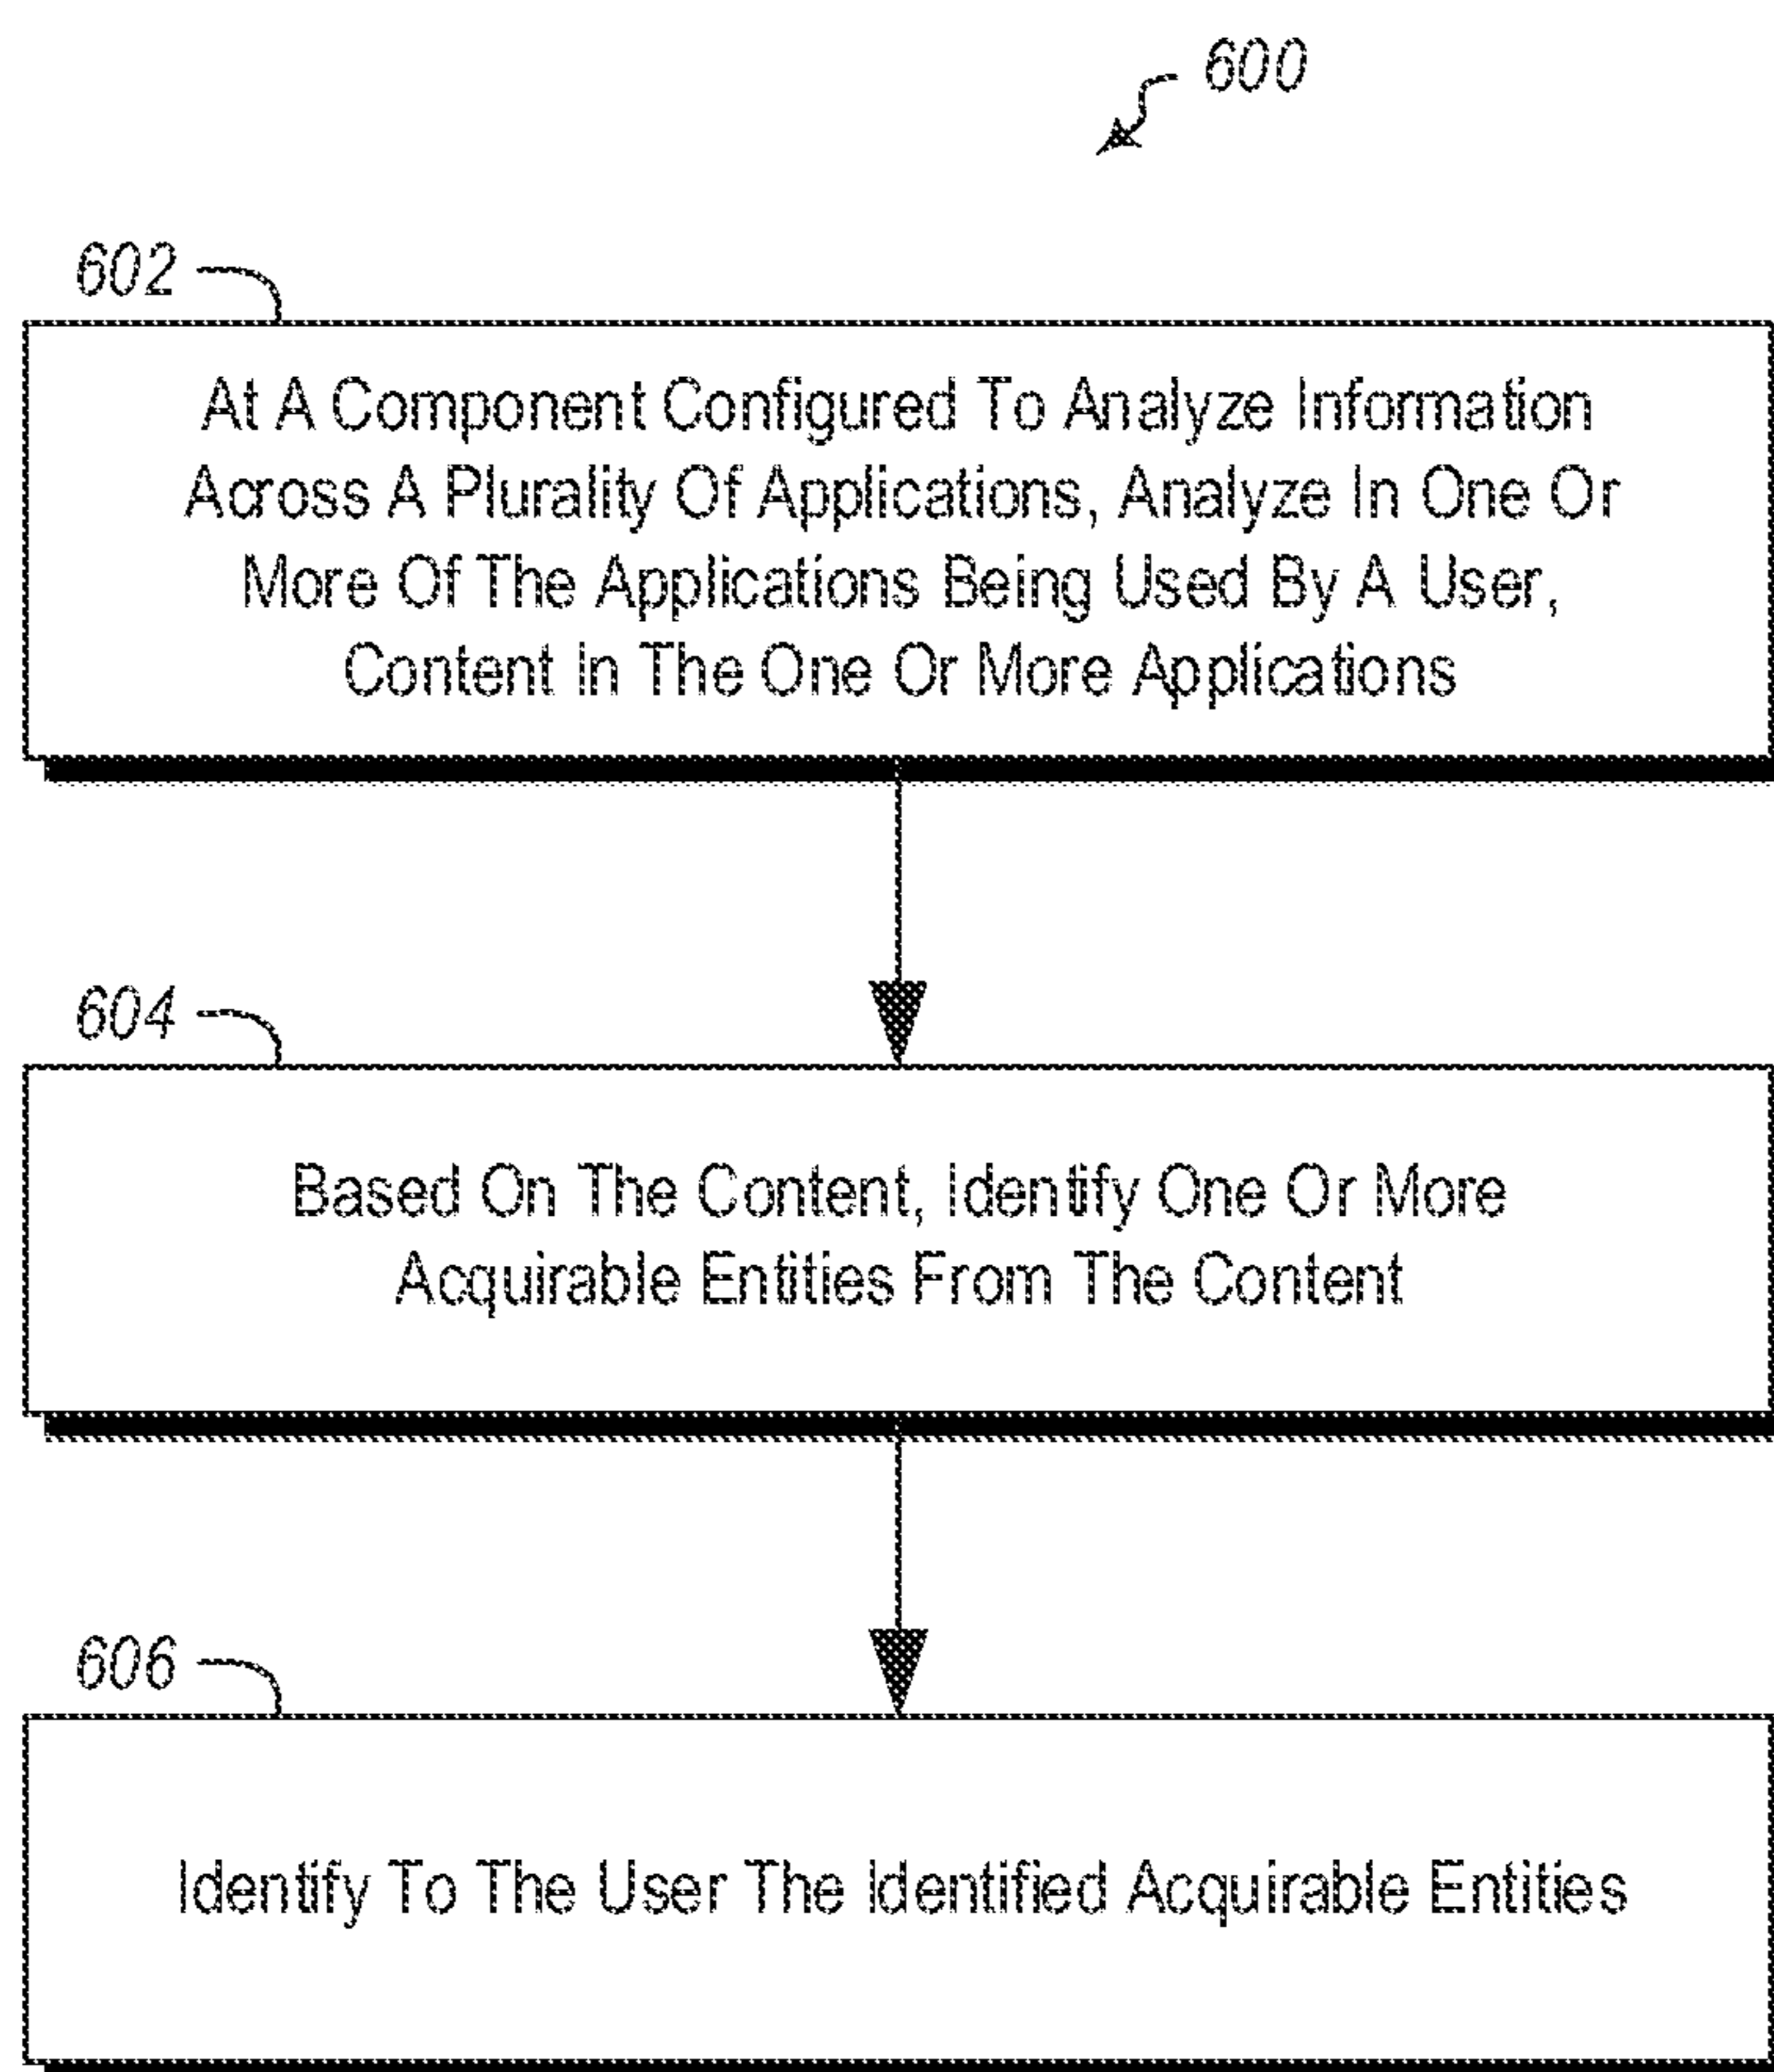 600
602
At A Component Configured To Analyze Information
Across A Plurality Of Applications, Analyze In One Or
More Of The Applications Being Used By A User,
Content In The One Or More Applications
604
Based On The Content, Identify One Or More
Acquirable Entities From The Content
606
Identify To The User The Identified Acquirable Entities